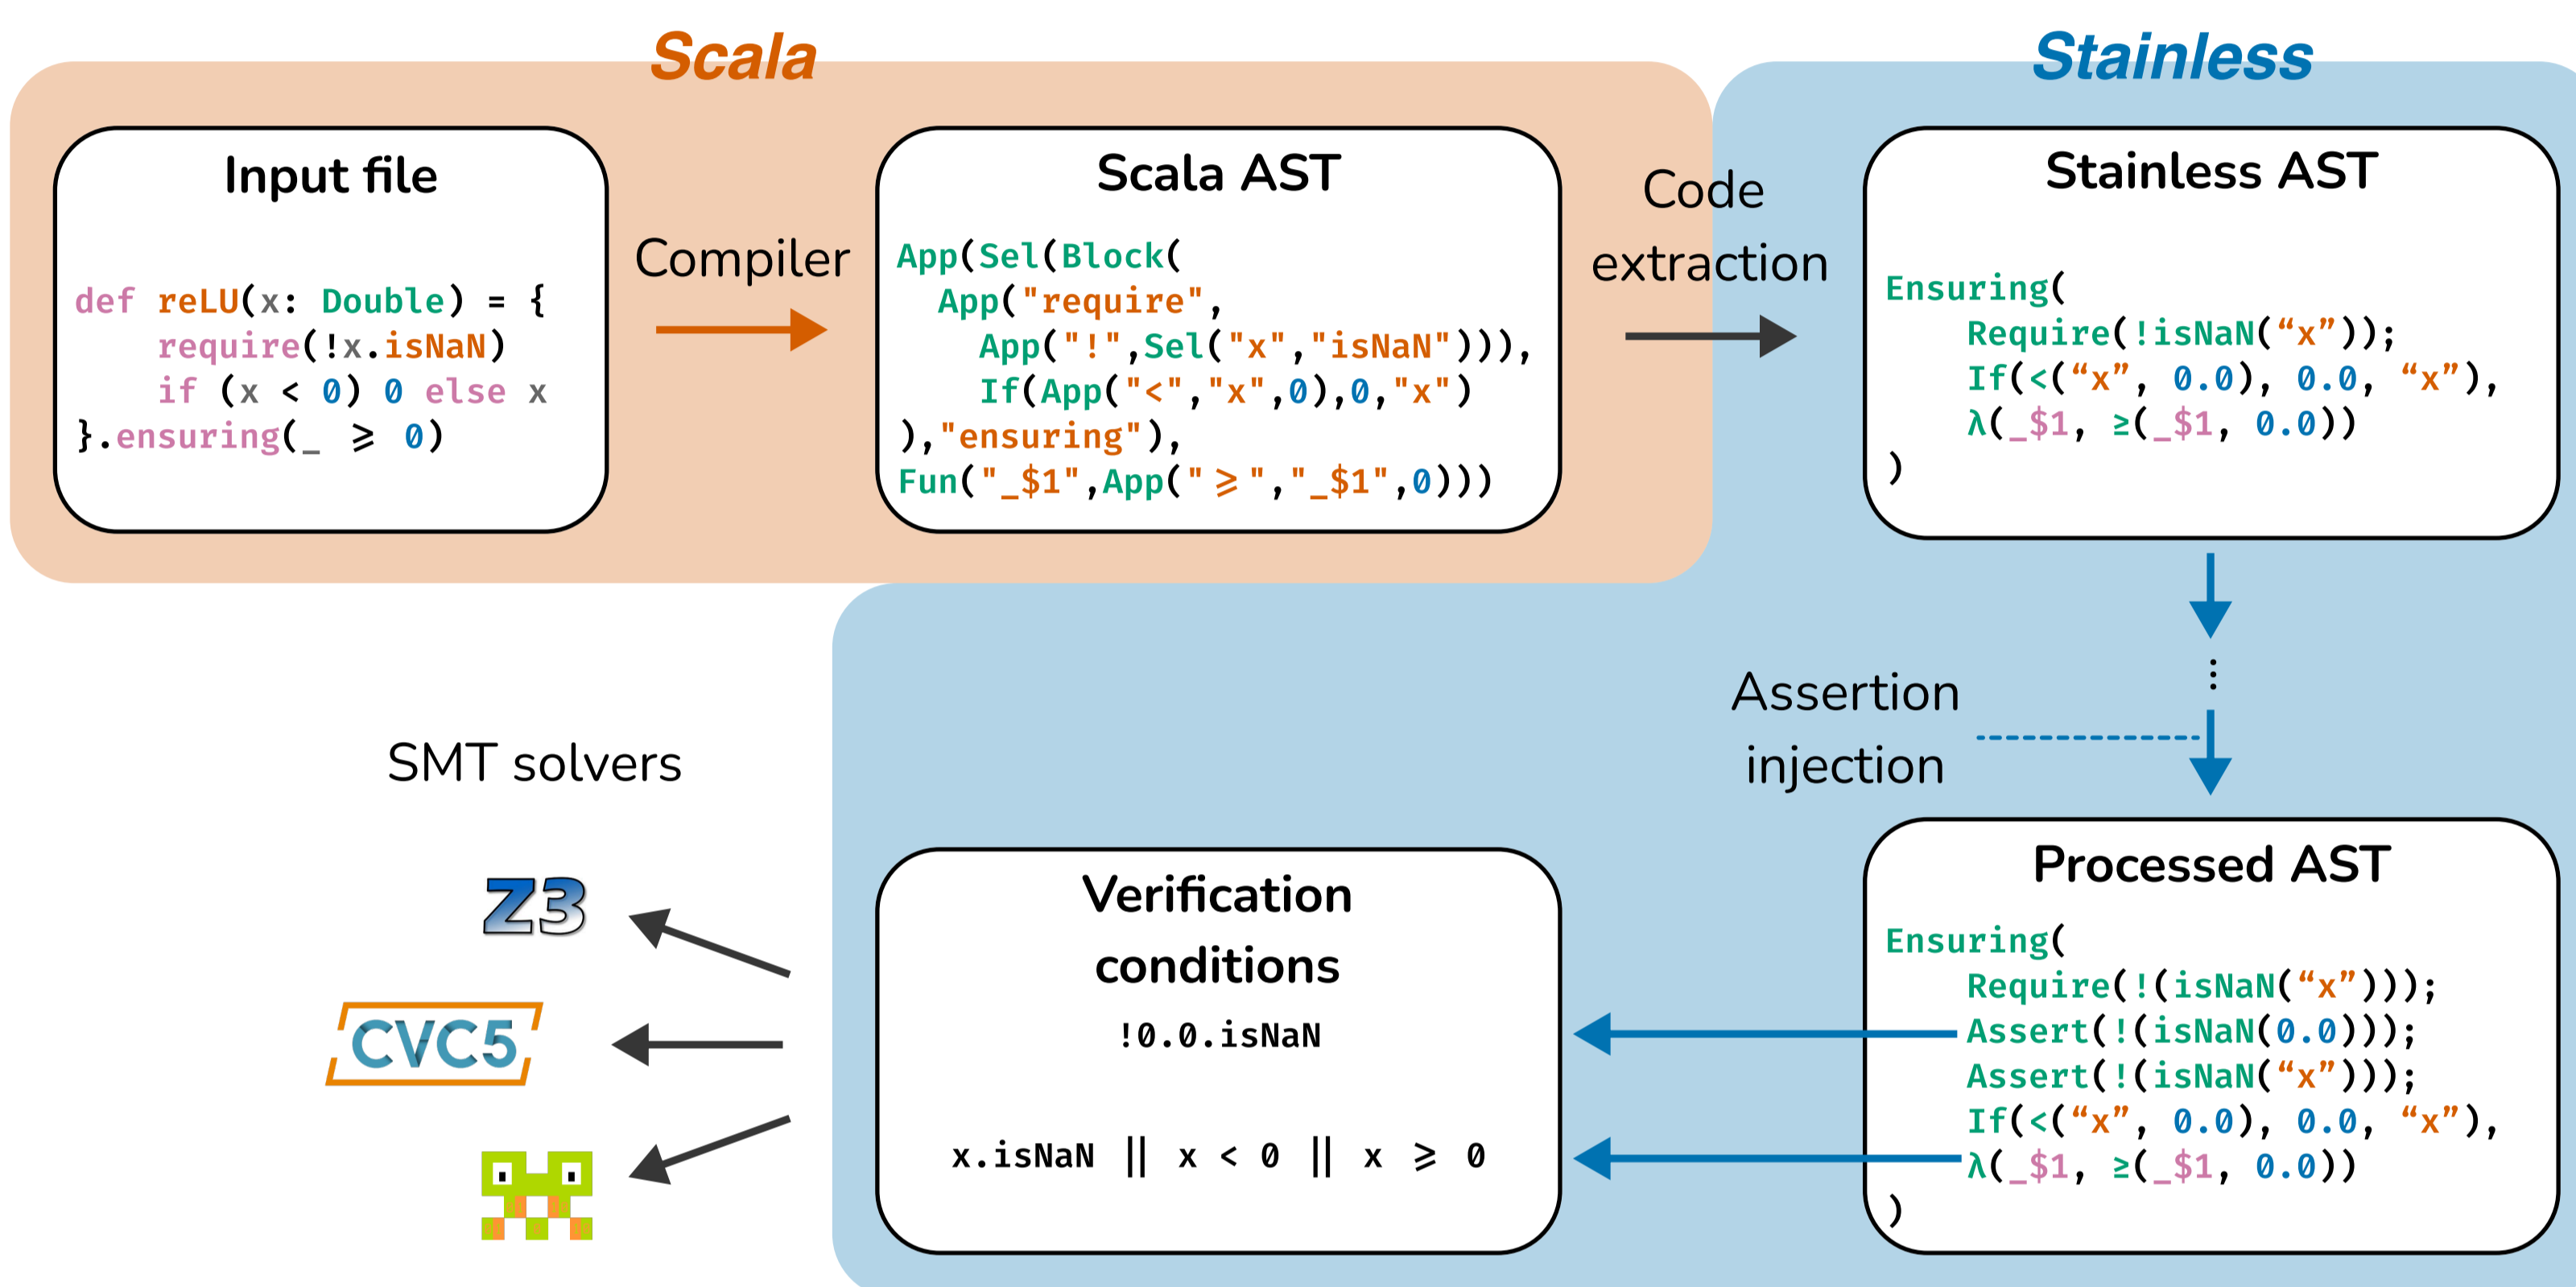 Scala
Stainless
Input file
def reLU(x: Double) = {
    require(!x.isNaN)
    if (x < 0) 0 else x
}.ensuring(_ ⩾ 0)
Compiler
Scala AST
App(Sel(Block(
  App("require",
    App("!",Sel("x","isNaN"))),
    If(App("<","x",0),0,"x")
),"ensuring"),
Fun("_$1",App("⩾","_$1",0)))
Code
extraction
Stainless AST
Ensuring(
    Require(!isNaN(“x”));
    If(<(“x”, 0.0), 0.0, “x”),
    λ(_$1, ≥(_$1, 0.0))
)
⋮
Assertion
injection
Processed AST
Ensuring(
    Require(!(isNaN(“x”)));
    Assert(!(isNaN(0.0)));
    Assert(!(isNaN(“x”)));
    If(<(“x”, 0.0), 0.0, “x”),
    λ(_$1, ≥(_$1, 0.0))
)
Verification
conditions
!0.0.isNaN
x.isNaN || x < 0 || x ⩾ 0
SMT solvers
Z3
CVC5